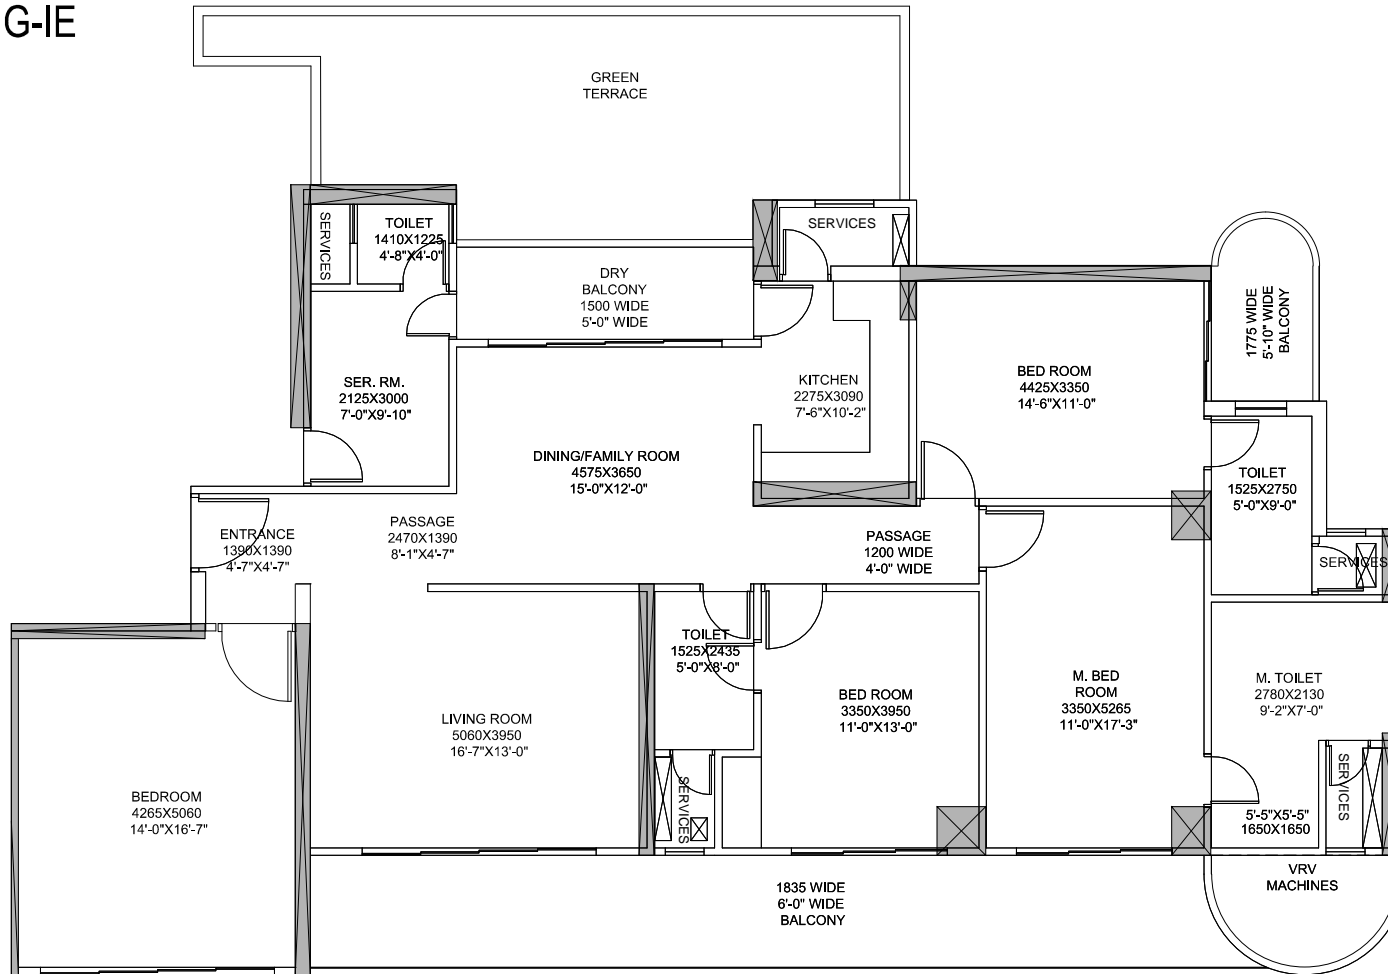 G-IE
GREEN
TERRACE
SERVICES
TOILET
1410X1225
4'-8"X4'-0"
SERVICES
DRY
BALCONY
1500 WIDE
5'-0" WIDE
1775 WIDE
5'-10" WIDE
BALCONY
SER. RM.
2125X3000
7'-0"X9'-10"
KITCHEN
2275X3090
7'-6"X10'-2"
BED ROOM
4425X3350
14'-6"X11'-0"
DINING/FAMILY ROOM
4575X3650
15'-0"X12'-0"
TOILET
1525X2750
5'-0"X9'-0"
ENTRANCE
1390X1390
4'-7"X4'-7"
PASSAGE
2470X1390
8'-1"X4'-7"
PASSAGE
1200 WIDE
4'-0" WIDE
SERVICES
TOILET
1525X2435
5'-0"X8'-0"
LIVING ROOM
5060X3950
16'-7"X13'-0"
BED ROOM
3350X3950
11'-0"X13'-0"
M. BED
ROOM
3350X5265
11'-0"X17'-3"
M. TOILET
2780X2130
9'-2"X7'-0"
BEDROOM
4265X5060
14'-0"X16'-7"
SERVICES
SERVICES
5'-5"X5'-5"
1650X1650
1835 WIDE
6'-0" WIDE
BALCONY
VRV
MACHINES